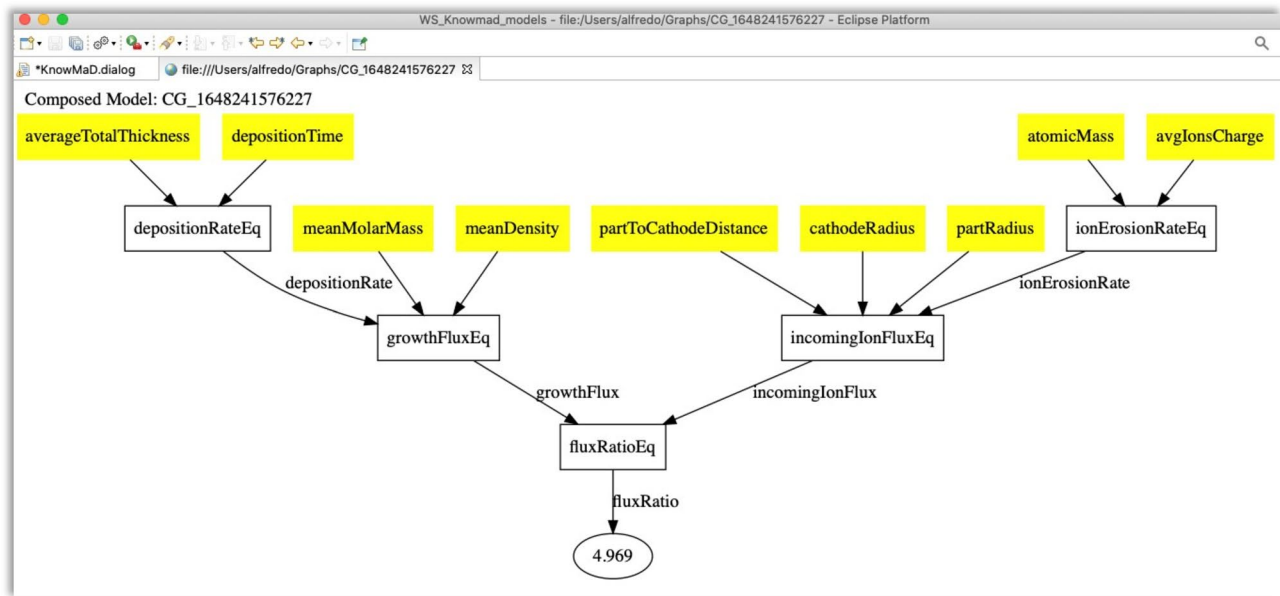 WS_Knowmad_models - file:/Users/alfredo/Graphs/CG_1648241576227 - Eclipse Platform
*KnowMaD.dialog
file:///Users/alfredo/Graphs/CG_1648241576227
Composed Model: CG_1648241576227
averageTotalThickness
depositionTime
atomicMass
avgIonsCharge
depositionRateEq
meanMolarMass
meanDensity
partToCathodeDistance
cathodeRadius
partRadius
ionErosionRateEq
depositionRate
ionErosionRate
growthFluxEq
incomingIonFluxEq
growthFlux
incomingIonFlux
fluxRatioEq
fluxRatio
4.969